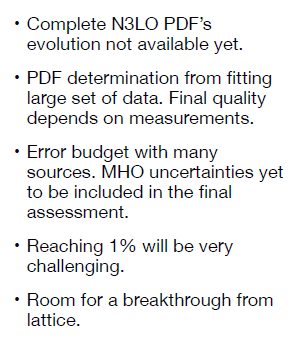 • Complete N3LO PDF's
evolution not available yet.
• PDF determination from fitting
large set of data. Final quality
depends on measurements.
• Error budget with many
sources. MHO uncertainties yet
to be included in the final
assessment.
• Reaching 1% will be very
challenging.
• Room for a breakthrough from
lattice.